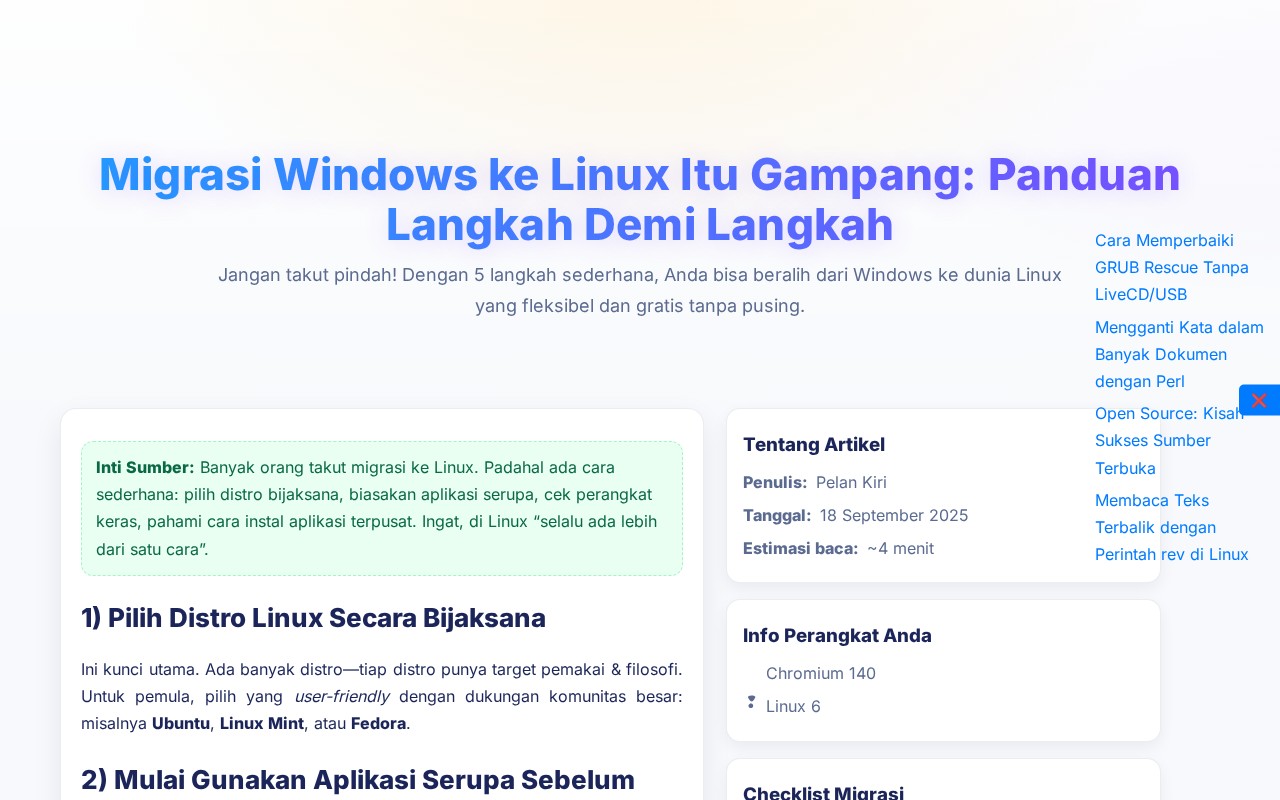 Migrasi Windows ke Linux Itu Gampang: Panduan
Langkah Demi Langkah
Jangan takut pindah! Dengan 5 langkah sederhana, Anda bisa beralih dari Windows ke dunia Linux
yang fleksibel dan gratis tanpa pusing.
Inti Sumber: Banyak orang takut migrasi ke Linux. Padahal ada cara
sederhana: pilih distro bijaksana, biasakan aplikasi serupa, cek perangkat
keras, pahami cara instal aplikasi terpusat. Ingat, di Linux “selalu ada lebih
dari satu cara”.
1) Pilih Distro Linux Secara Bijaksana
Ini kunci utama. Ada banyak distro—tiap distro punya target pemakai & filosofi.
Untuk pemula, pilih yang user-friendly dengan dukungan komunitas besar:
misalnya Ubuntu, Linux Mint, atau Fedora.
2) Mulai Gunakan Aplikasi Serupa Sebelum
Tentang Artikel
Penulis: Pelan Kiri
Tanggal: 18 September 2025
Estimasi baca: ~4 menit
Info Perangkat Anda
Chromium 140
Linux 6
Checklist Migrasi
Cara Memperbaiki
GRUB Rescue Tanpa
LiveCD/USB
Mengganti Kata dalam
Banyak Dokumen
dengan Perl
Open Source: Kisah
Sukses Sumber
Terbuka
Membaca Teks
Terbalik dengan
Perintah rev di Linux